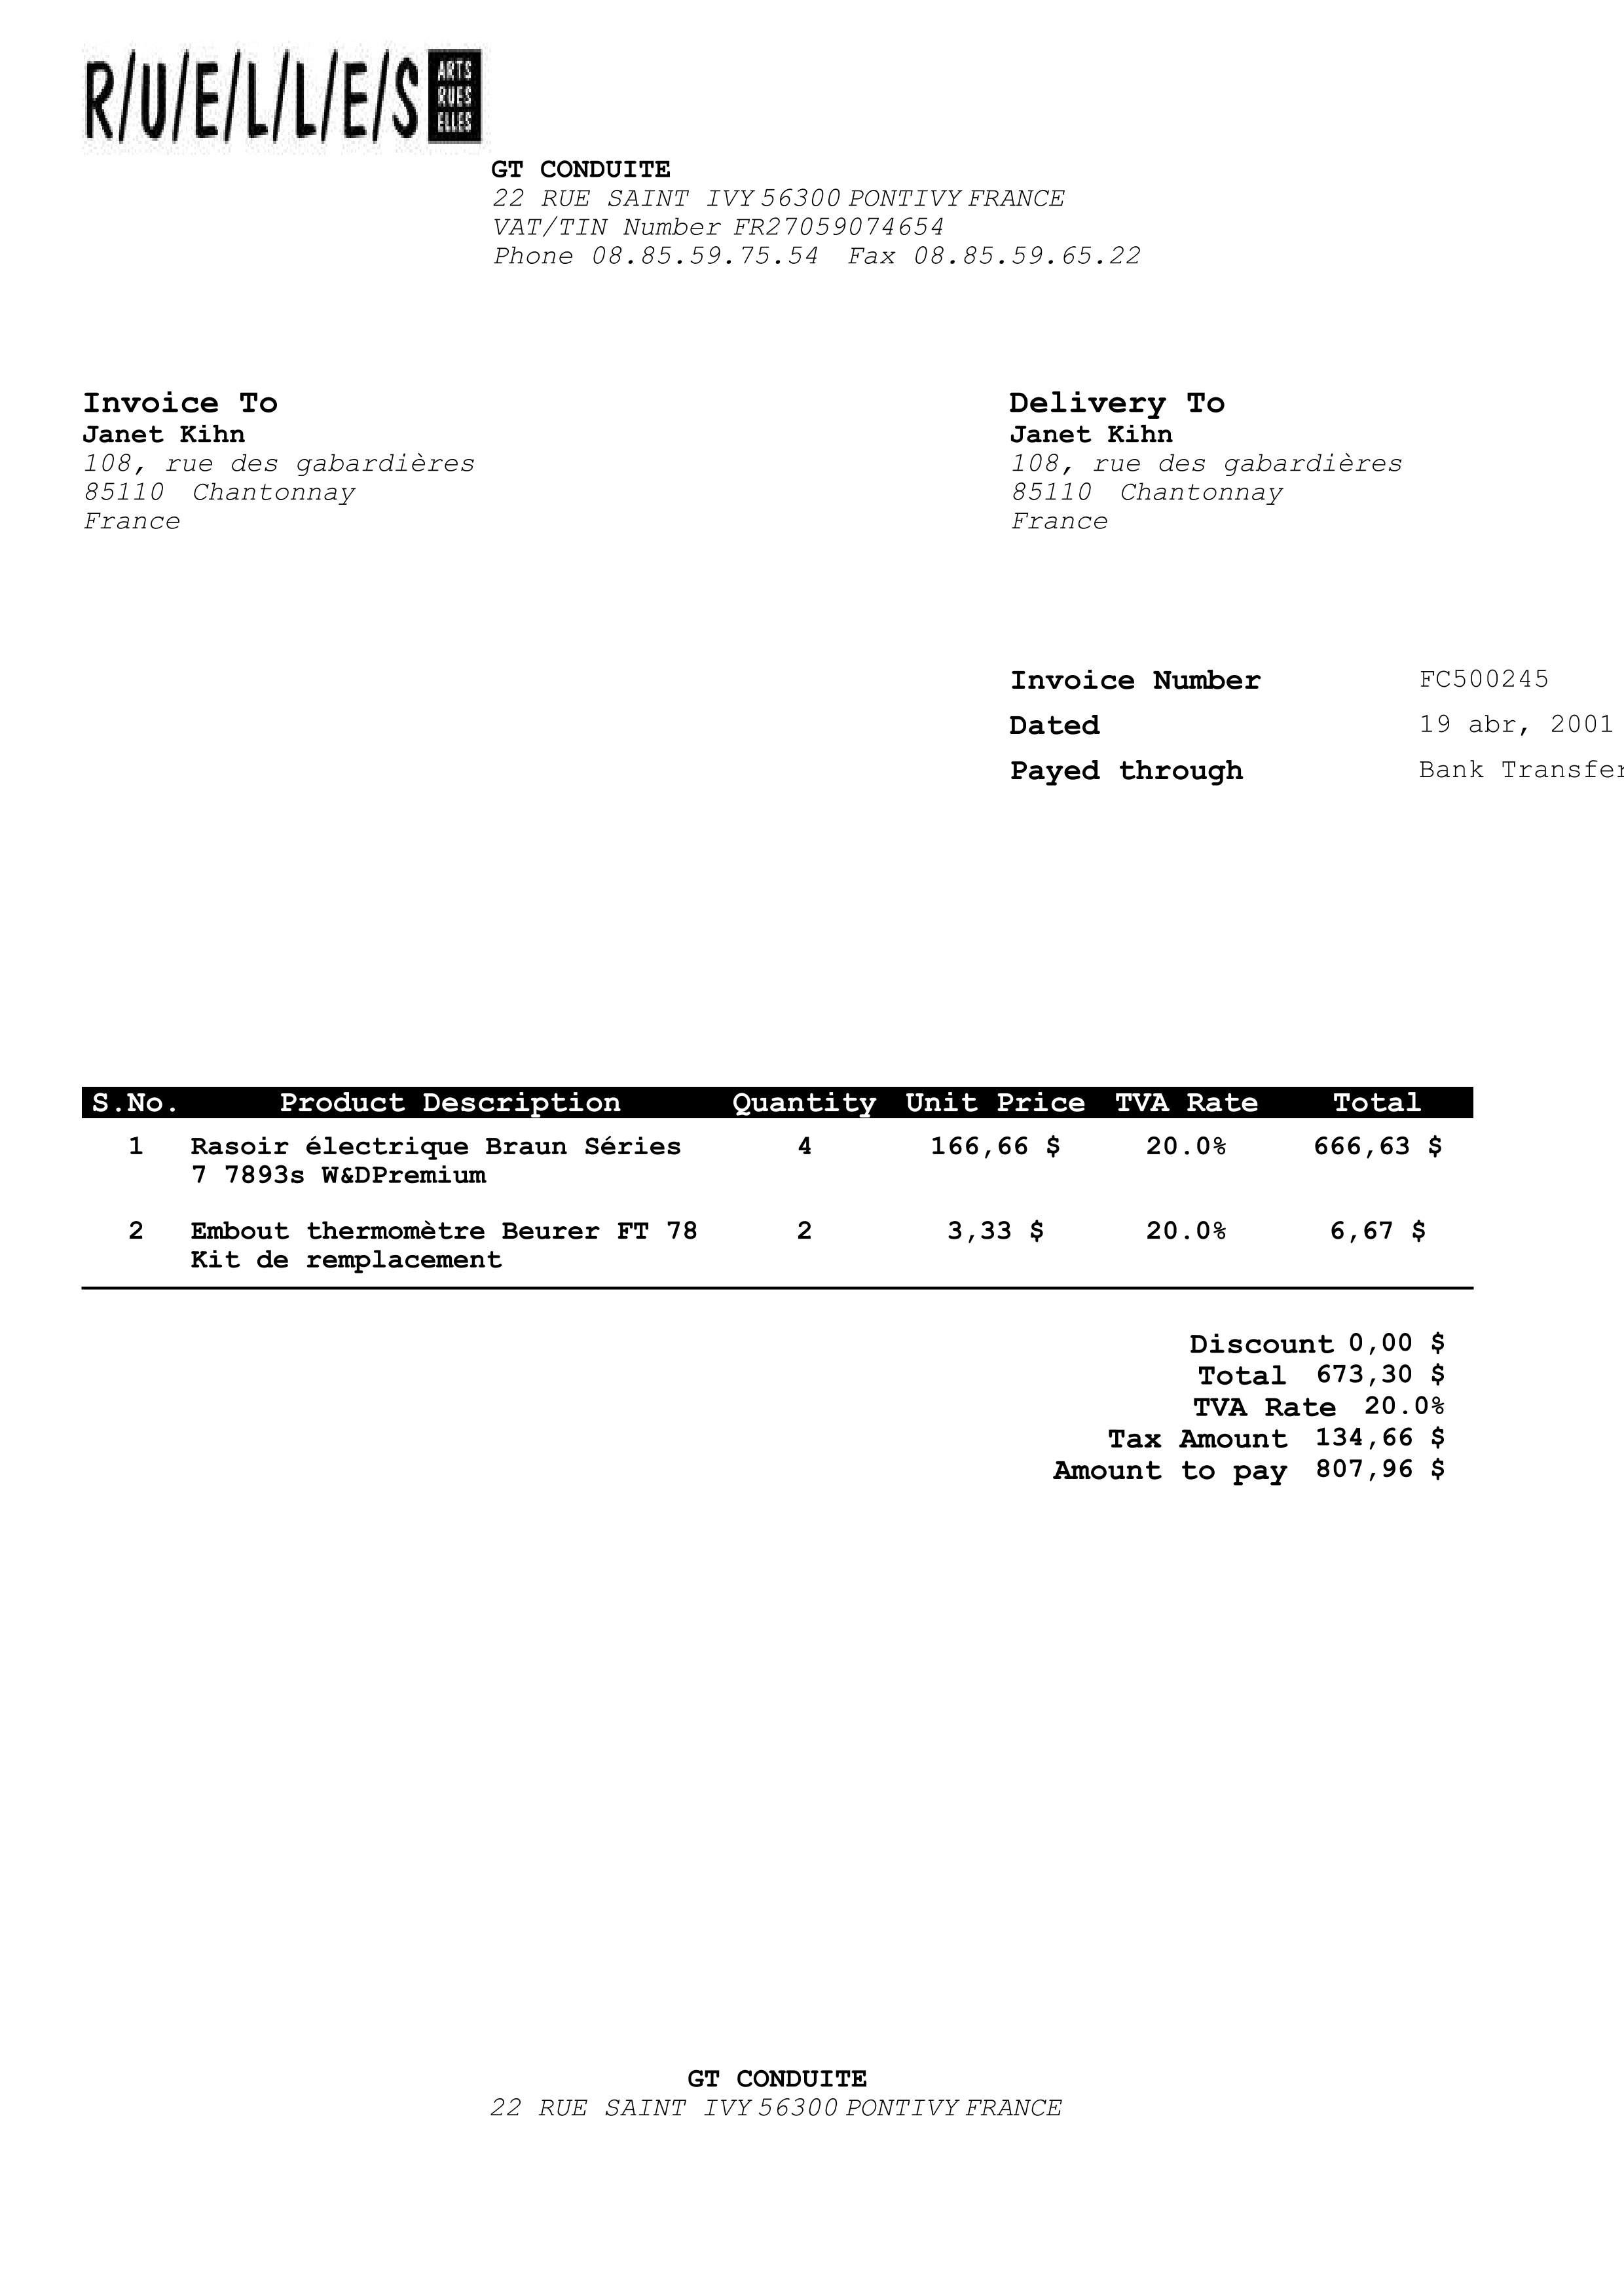 R/U/E/L/L/E/S ARTS
RUES
ELLES
GT CONDUITE
22 RUE SAINT IVY 56300 PONTIVY FRANCE
VAT/TIN Number FR27059074654
Phone 08.85.59.75.54 Fax 08.85.59.65.22
Invoice To
Janet Kihn
108, rue des gabardières
85110 Chantonnay
France
Delivery To
Janet Kihn
108, rue des gabardières
85110 Chantonnay
France
Invoice Number FC500245
Dated 19 abr, 2001
Payed through Bank Transfer
S.No. Product Description Quantity Unit Price TVA Rate Total
1 Rasoir électrique Braun Séries 4 166,66 $ 20.0% 666,63 $
7 7893s W&DPremium
2 Embout thermomètre Beurer FT 78 2 3,33 $ 20.0% 6,67 $
Kit de remplacement
Discount 0,00 $
Total 673,30 $
TVA Rate 20.0%
Tax Amount 134,66 $
Amount to pay 807,96 $
GT CONDUITE
22 RUE SAINT IVY 56300 PONTIVY FRANCE